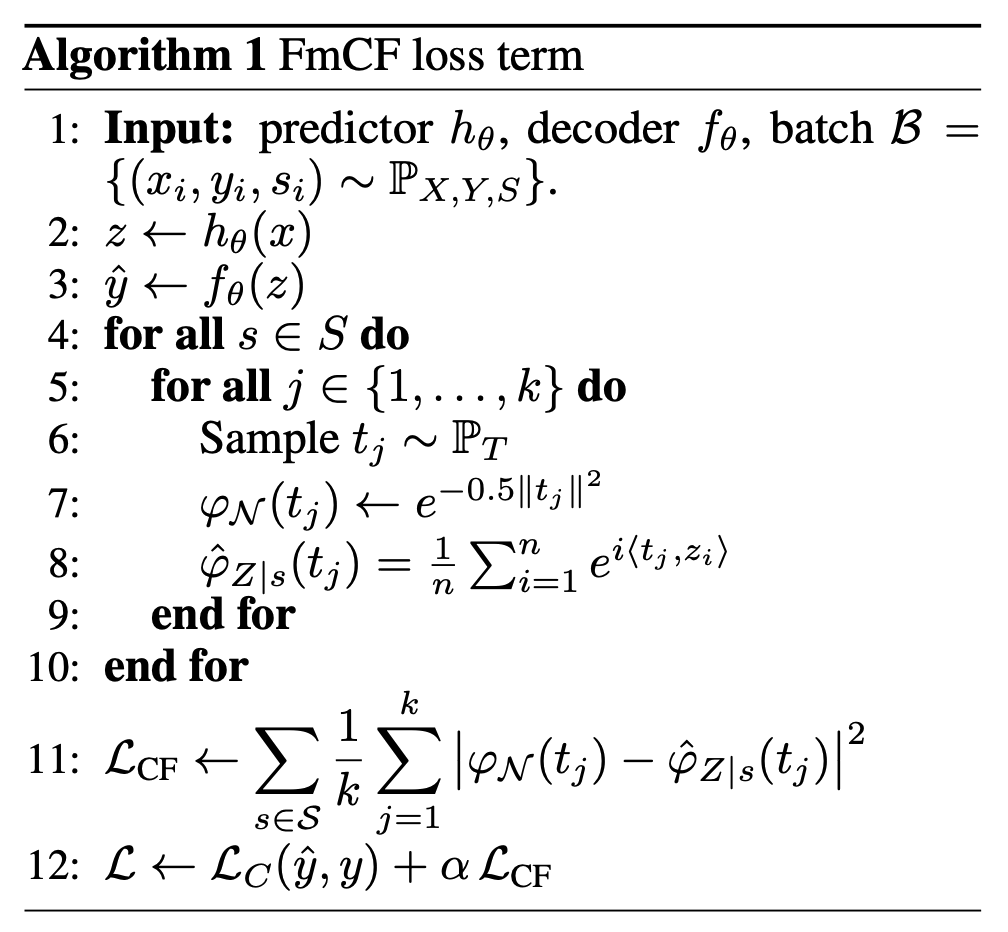 Algorithm 1 FmCF loss term
1: Input: predictor h_θ, decoder f_θ, batch ℬ =
{(x_i, y_i, s_i) ∼ ℙ_{X,Y,S}}.
2: z ← h_θ(x)
3: ŷ ← f_θ(z)
4: for all s ∈ S do
5: for all j ∈ {1, . . . , k} do
6: Sample t_j ∼ ℙ_T
7: φ_𝒩(t_j) ← e^{−0.5‖t_j‖²}
8: φ̂_{Z|s}(t_j) = \frac{1}{n} ∑_{i=1}^{n} e^{i⟨t_j,z_i⟩}
9: end for
10: end for
11: ℒ_CF ← ∑_{s∈𝒮} \frac{1}{k} ∑_{j=1}^{k} |φ_𝒩(t_j) − φ̂_{Z|s}(t_j)|²
12: ℒ ← ℒ_C(ŷ, y) + α ℒ_CF